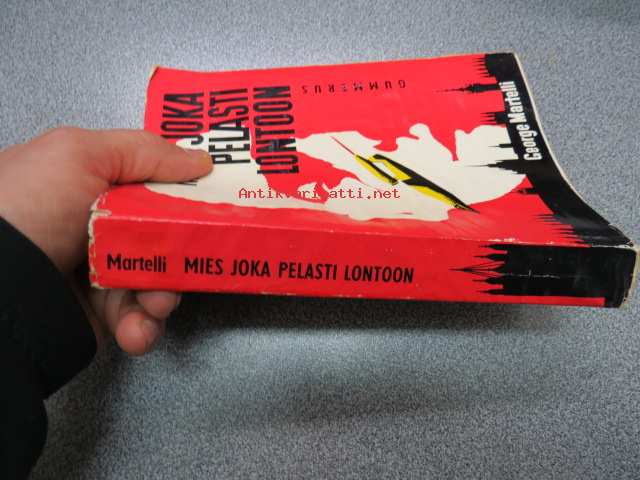 JOKA
PELASTI
LONTOON
GUMMERUS
George Martelli
Antikvariaatti.net
Martelli MIES JOKA PELASTI LONTOON